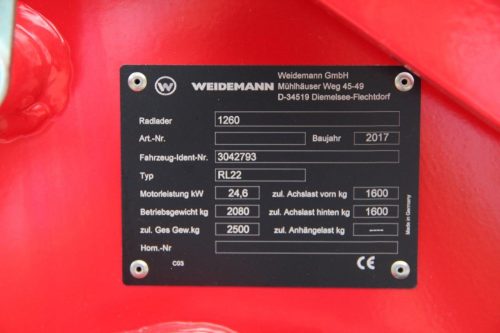 Weidemann GmbH
W WEIDEMANN Mühlhäuser Weg 45-49
D-34519 Diemelsee-Flechtdorf
Radlader 1260
Art.-Nr. Baujahr 2017
Fahrzeug-Ident-Nr. 3042793
Typ RL22
Motorleistung kW 24,6 zul. Achslast vorn kg 1600
Betriebsgewicht kg 2080 zul. Achslast hinten kg 1600
zul. Ges Gew. kg 2500 zul. Anhängelast kg ----
Hom.-Nr
CG5 CE
Made in Germany